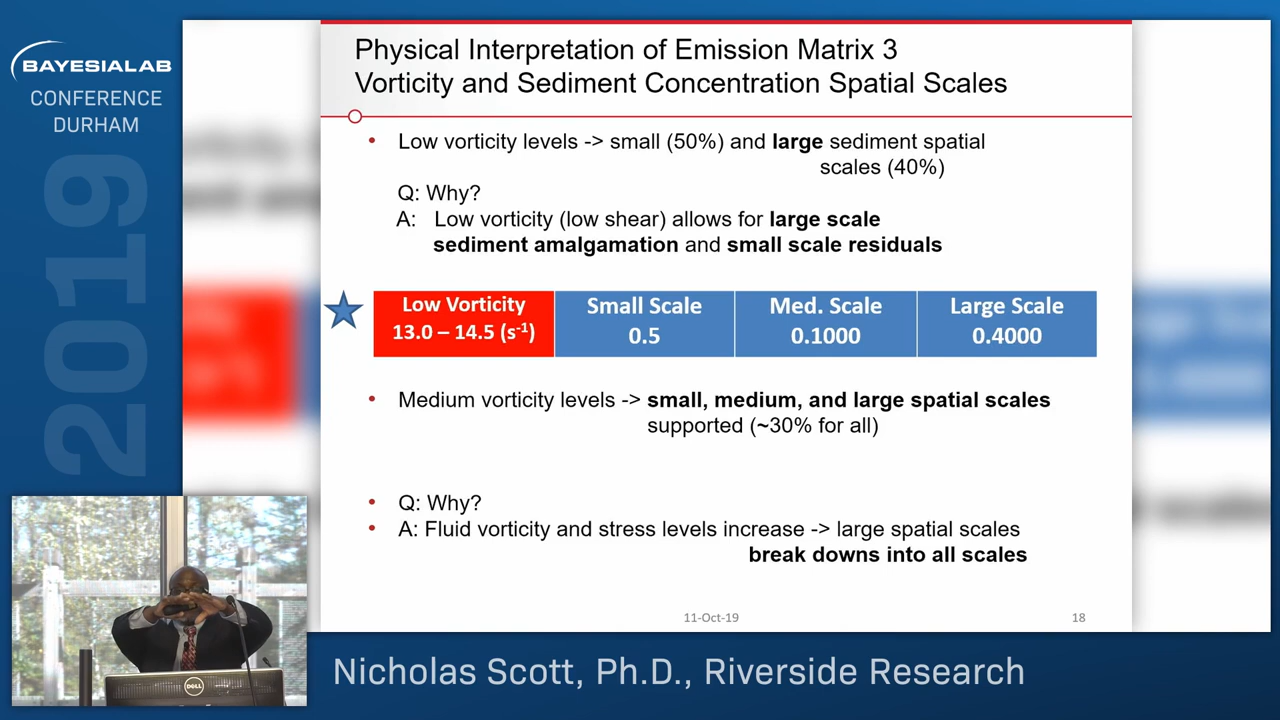 BAYESIALAB
CONFERENCE
DURHAM
2019
Physical Interpretation of Emission Matrix 3
Vorticity and Sediment Concentration Spatial Scales
• Low vorticity levels -> small (50%) and large sediment spatial
scales (40%)
Q: Why?
A: Low vorticity (low shear) allows for large scale
sediment amalgamation and small scale residuals
Low Vorticity
13.0 – 14.5 (s-1)
Small Scale
0.5
Med. Scale
0.1000
Large Scale
0.4000
• Medium vorticity levels -> small, medium, and large spatial scales
supported (~30% for all)
• Q: Why?
• A: Fluid vorticity and stress levels increase -> large spatial scales
break downs into all scales
11-Oct-19
18
DELL
Nicholas Scott, Ph.D., Riverside Research